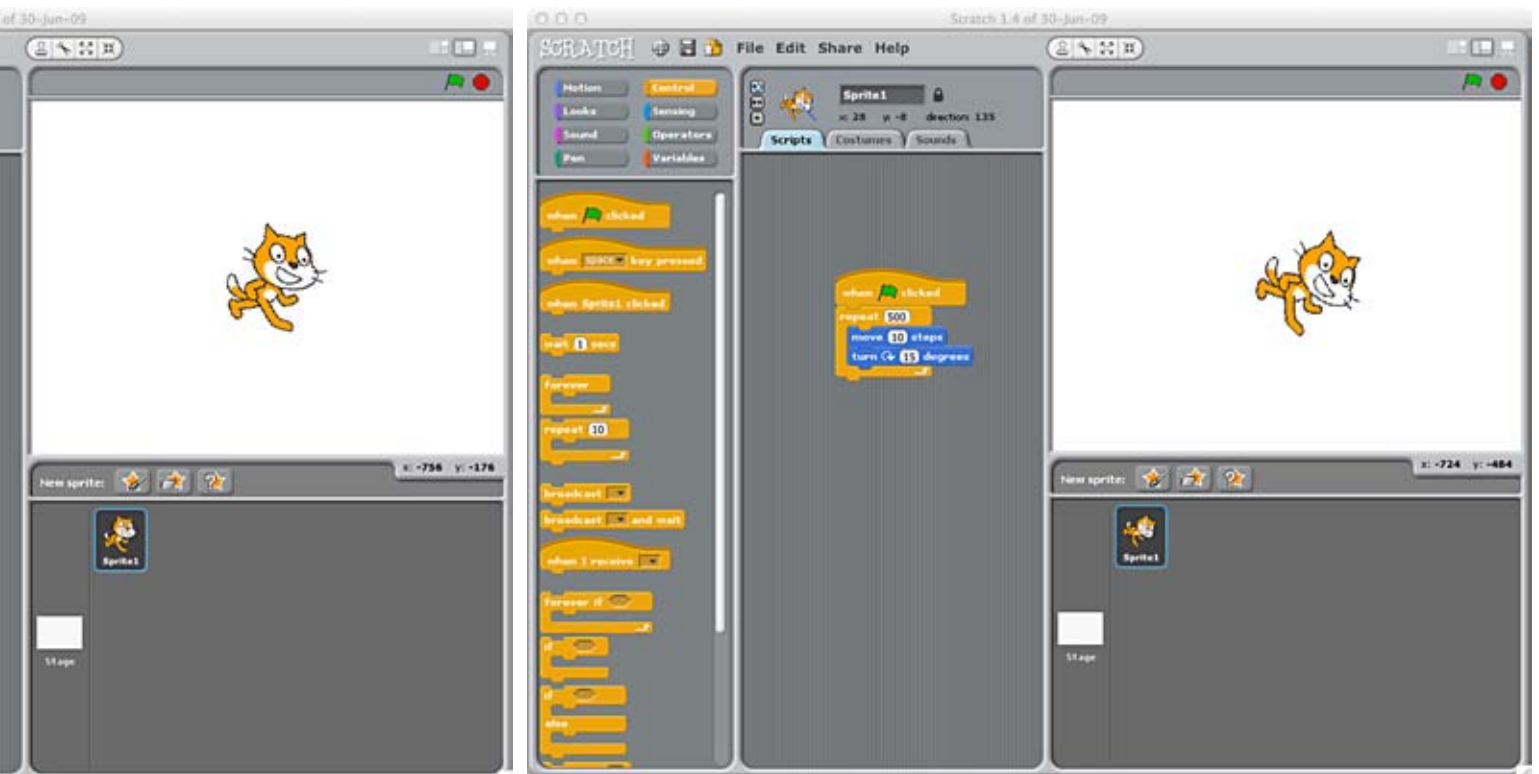 of 30-Jun-09
x: -756 y: -176
New sprite:
Sprite1
Stage
Scratch 1.4 of 30-Jun-09
SCRATCH
File Edit Share Help
Motion Control
Looks Sensing
Sound Operators
Pen Variables
Sprite1
x: 28 y: -8 direction: 135
Scripts Costumes Sounds
when clicked
when space key pressed
when Sprite1 clicked
wait 1 secs
forever
repeat 10
broadcast
broadcast and wait
when I receive
forever if
if
if
else
when clicked
repeat 500
move 10 steps
turn 15 degrees
x: -724 y: -484
New sprite:
Sprite1
Stage